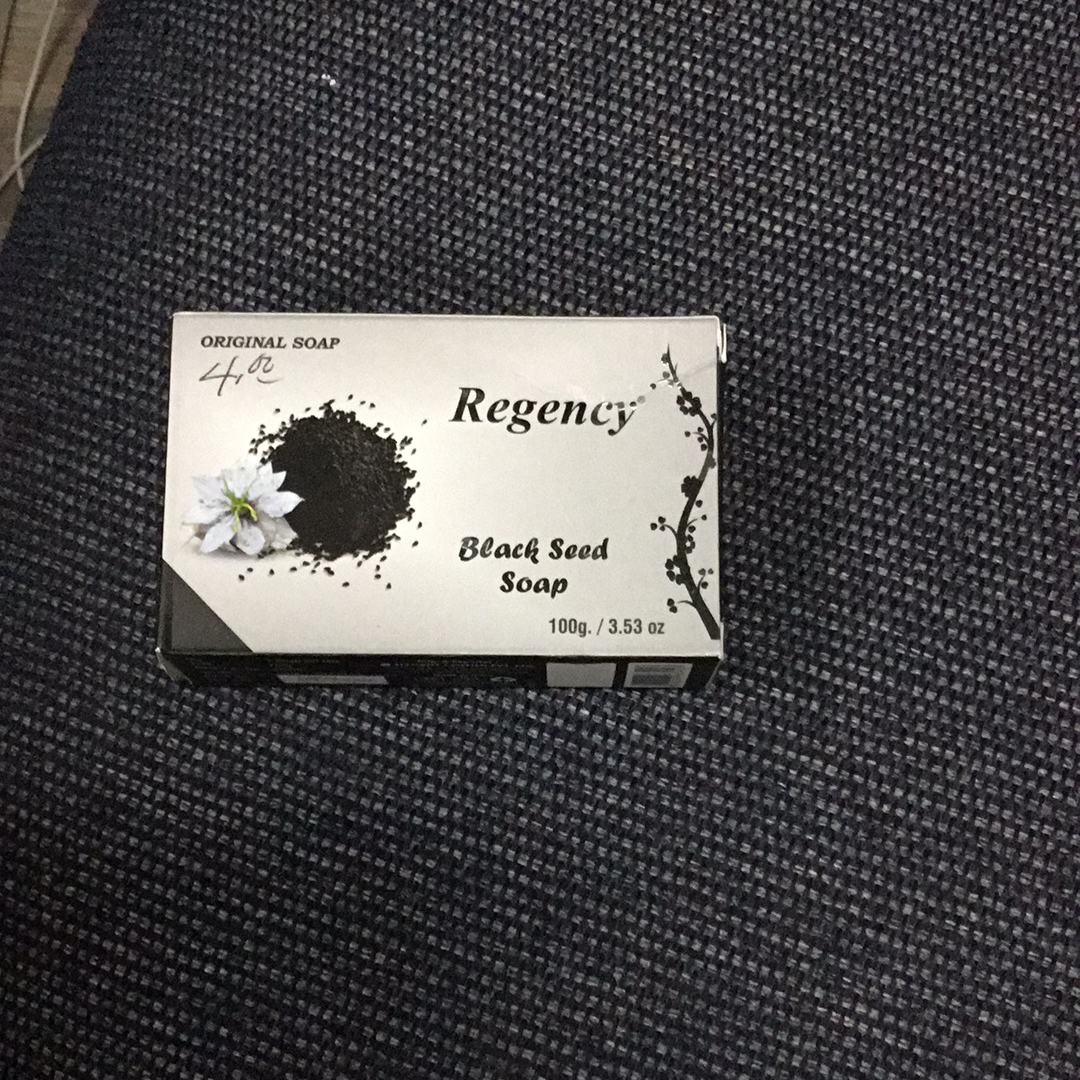 ORIGINAL SOAP
4.00
Regency
Black Seed
Soap
100g. / 3.53 oz